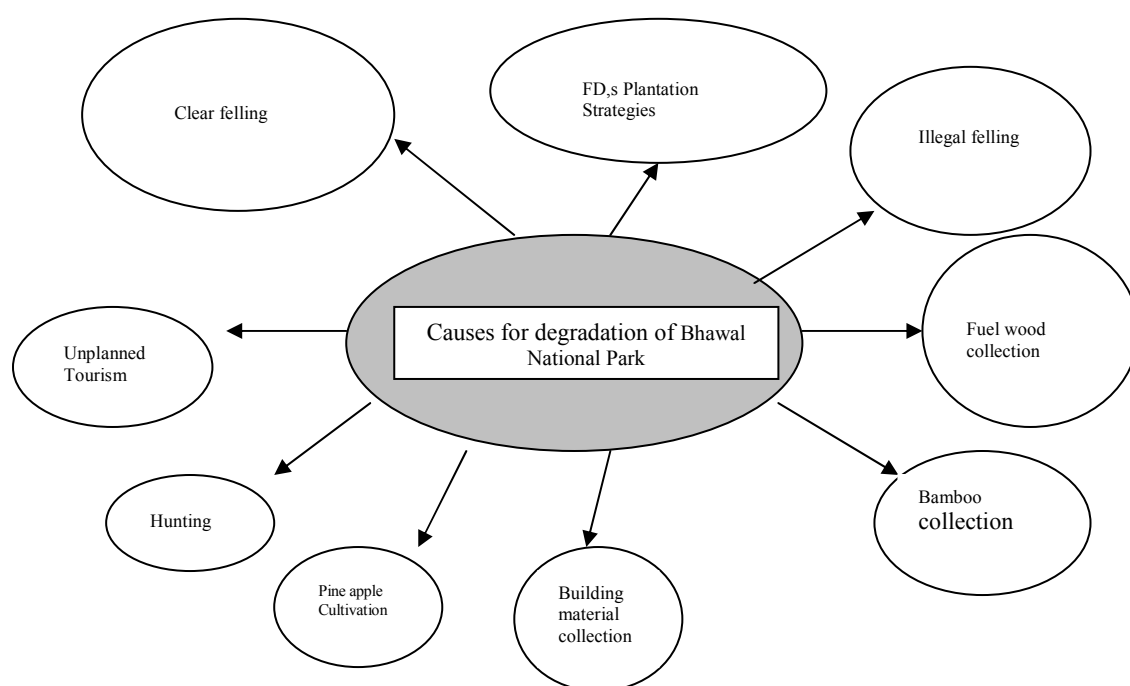 Clear felling
FD,s Plantation
Strategies
Illegal felling
Causes for degradation of Bhawal
National Park
Fuel wood
collection
Unplanned
Tourism
Bamboo
collection
Hunting
Pine apple
Cultivation
Building
material
collection